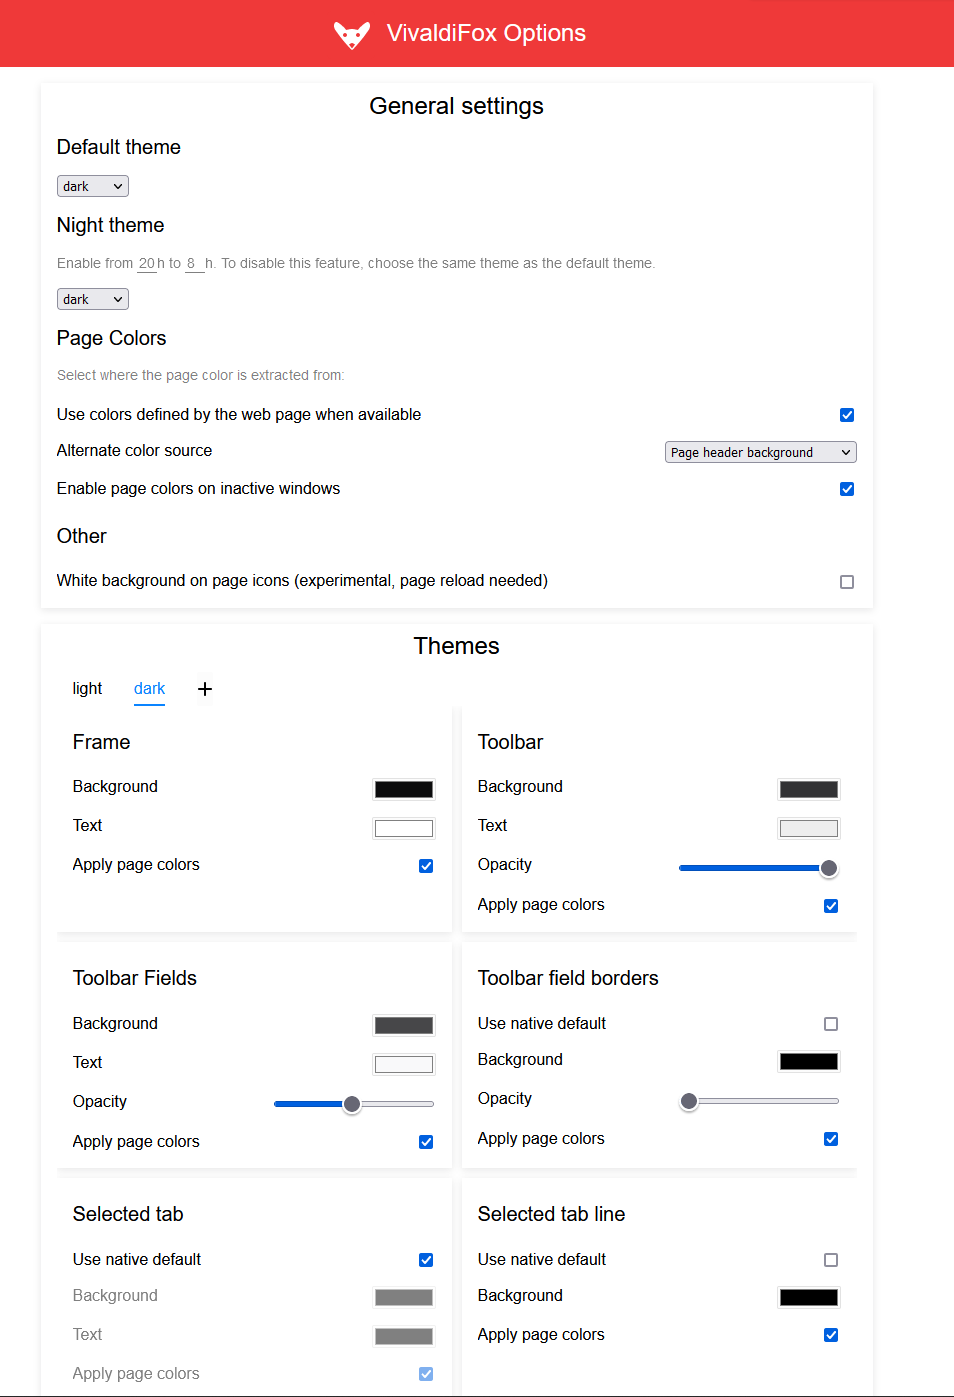 VivaldiFox Options
General settings
Default theme
dark
Night theme
Enable from 20 h to 8 h. To disable this feature, choose the same theme as the default theme.
dark
Page Colors
Select where the page color is extracted from:
Use colors defined by the web page when available
Alternate color source Page header background
Enable page colors on inactive windows
Other
White background on page icons (experimental, page reload needed)
Themes
light dark +
Frame
Background
Text
Apply page colors
Toolbar
Background
Text
Opacity
Apply page colors
Toolbar Fields
Background
Text
Opacity
Apply page colors
Toolbar field borders
Use native default
Background
Opacity
Apply page colors
Selected tab
Use native default
Background
Text
Apply page colors
Selected tab line
Use native default
Background
Apply page colors